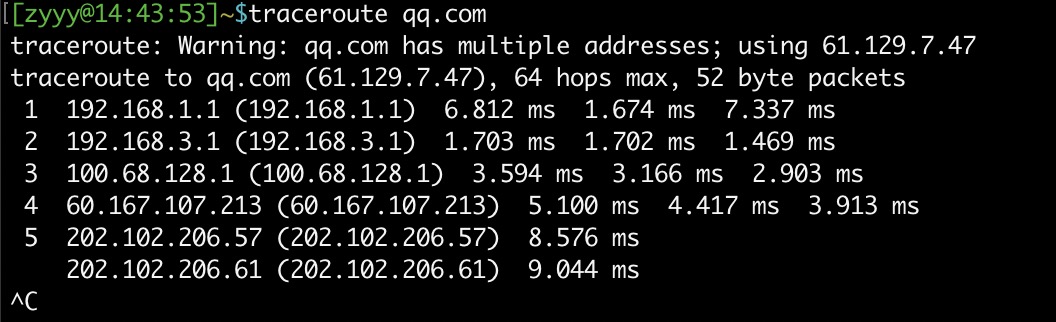 [[zyyy@14:43:53]~$traceroute qq.com
traceroute: Warning: qq.com has multiple addresses; using 61.129.7.47
traceroute to qq.com (61.129.7.47), 64 hops max, 52 byte packets
 1  192.168.1.1 (192.168.1.1)  6.812 ms  1.674 ms  7.337 ms
 2  192.168.3.1 (192.168.3.1)  1.703 ms  1.702 ms  1.469 ms
 3  100.68.128.1 (100.68.128.1)  3.594 ms  3.166 ms  2.903 ms
 4  60.167.107.213 (60.167.107.213)  5.100 ms  4.417 ms  3.913 ms
 5  202.102.206.57 (202.102.206.57)  8.576 ms
    202.102.206.61 (202.102.206.61)  9.044 ms
^C